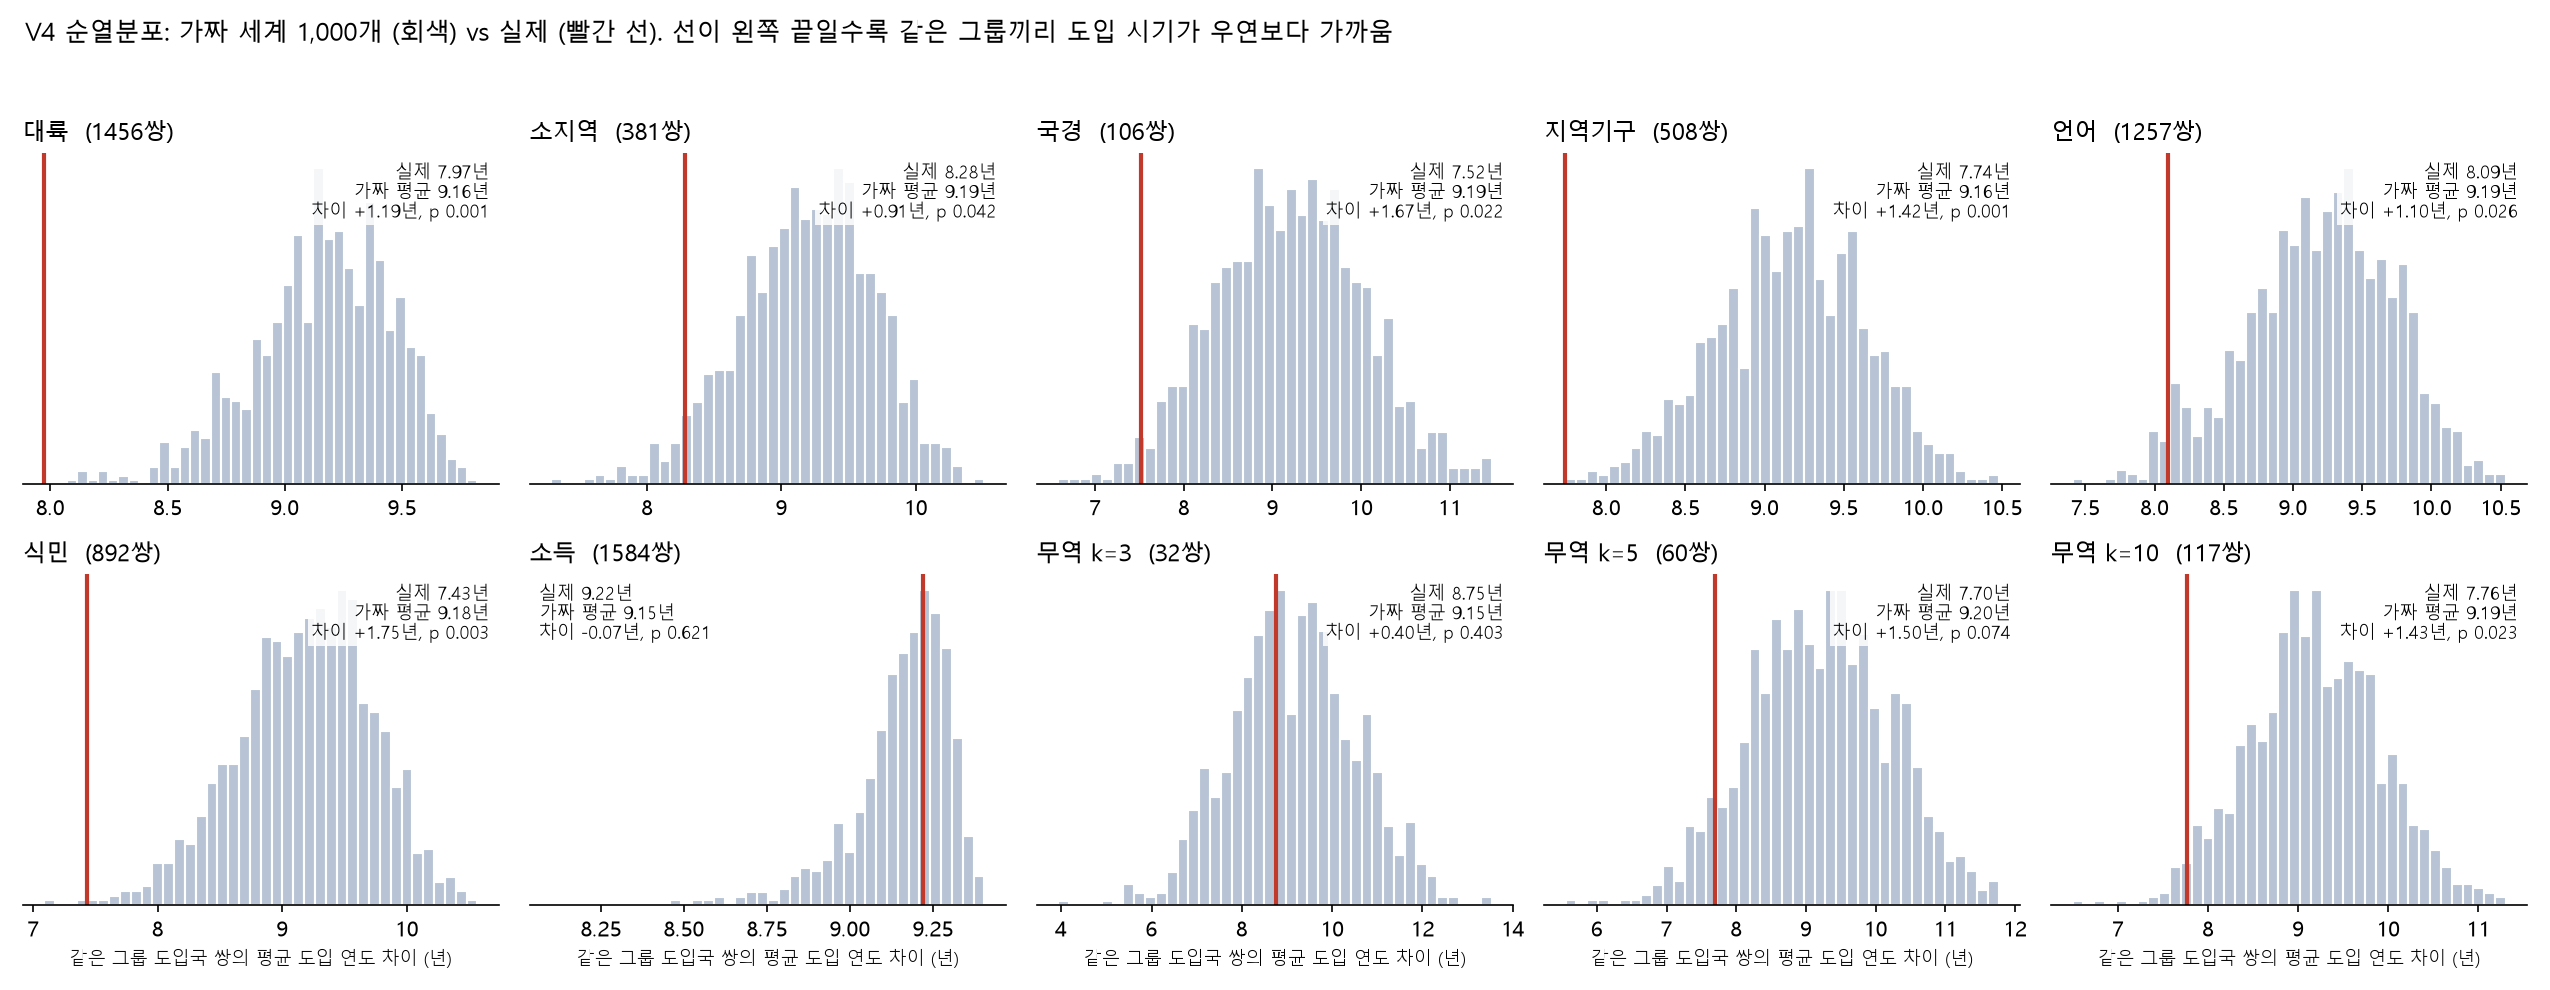 V4 순열분포: 가짜 세계 1,000개 (회색) vs 실제 (빨간 선). 선이 왼쪽 끝일수록 같은 그룹끼리 도입 시기가 우연보다 가까움
대륙 (1456쌍)
실제 7.97년
가짜 평균 9.16년
차이 +1.19년, p 0.001
8.0 8.5 9.0 9.5
소지역 (381쌍)
실제 8.28년
가짜 평균 9.19년
차이 +0.91년, p 0.042
8 9 10
국경 (106쌍)
실제 7.52년
가짜 평균 9.19년
차이 +1.67년, p 0.022
7 8 9 10 11
지역기구 (508쌍)
실제 7.74년
가짜 평균 9.16년
차이 +1.42년, p 0.001
8.0 8.5 9.0 9.5 10.0 10.5
언어 (1257쌍)
실제 8.09년
가짜 평균 9.19년
차이 +1.10년, p 0.026
7.5 8.0 8.5 9.0 9.5 10.0 10.5
식민 (892쌍)
실제 7.43년
가짜 평균 9.18년
차이 +1.75년, p 0.003
7 8 9 10
같은 그룹 도입국 쌍의 평균 도입 연도 차이 (년)
소득 (1584쌍)
실제 9.22년
가짜 평균 9.15년
차이 -0.07년, p 0.621
8.25 8.50 8.75 9.00 9.25
같은 그룹 도입국 쌍의 평균 도입 연도 차이 (년)
무역 k=3 (32쌍)
실제 8.75년
가짜 평균 9.15년
차이 +0.40년, p 0.403
4 6 8 10 12 14
같은 그룹 도입국 쌍의 평균 도입 연도 차이 (년)
무역 k=5 (60쌍)
실제 7.70년
가짜 평균 9.20년
차이 +1.50년, p 0.074
6 7 8 9 10 11 12
같은 그룹 도입국 쌍의 평균 도입 연도 차이 (년)
무역 k=10 (117쌍)
실제 7.76년
가짜 평균 9.19년
차이 +1.43년, p 0.023
7 8 9 10 11
같은 그룹 도입국 쌍의 평균 도입 연도 차이 (년)